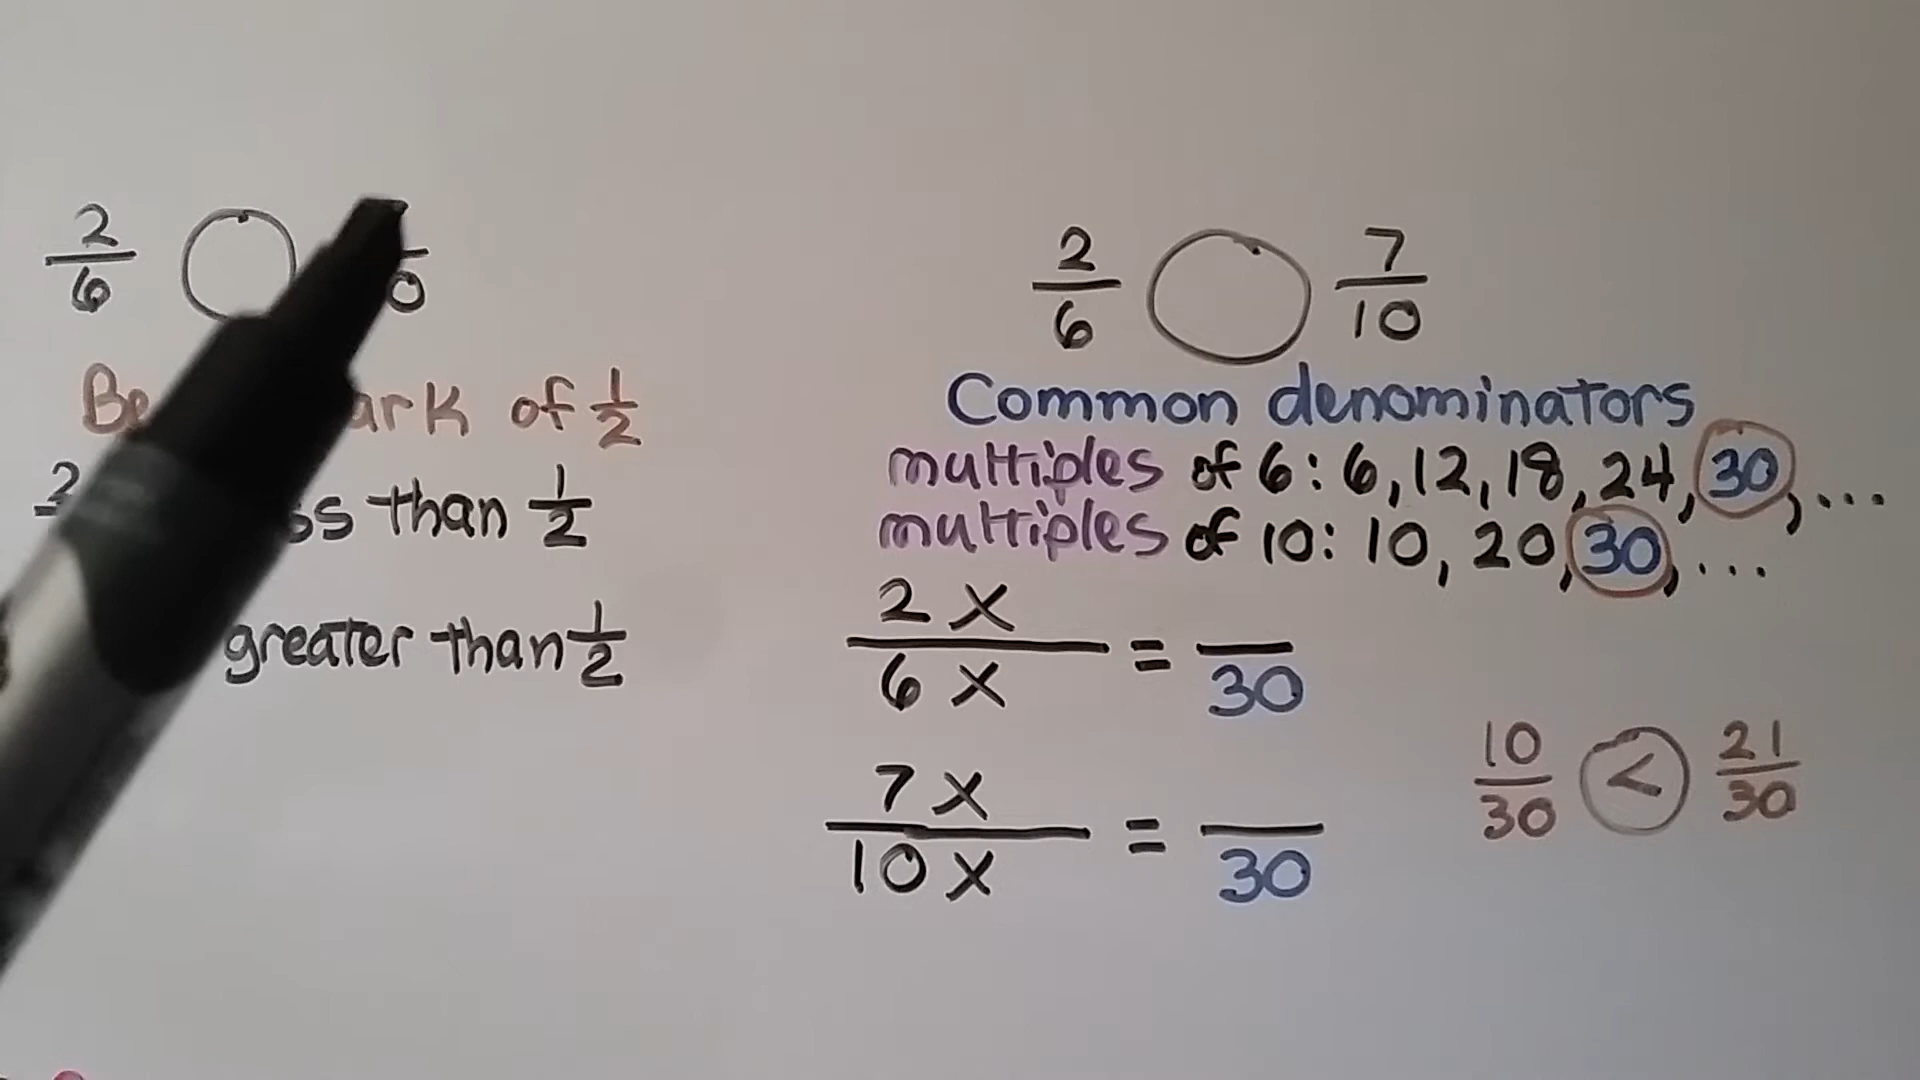 2/6 ◯
of 1/2
than 1/2
greater than 1/2
2/6 ◯ 7/10
Common denominators
multiples of 6: 6, 12, 18, 24, 30, ...
multiples of 10: 10, 20, 30, ...
2 x / 6 x = __/30
7 x / 10 x = __/30
10/30 < 21/30